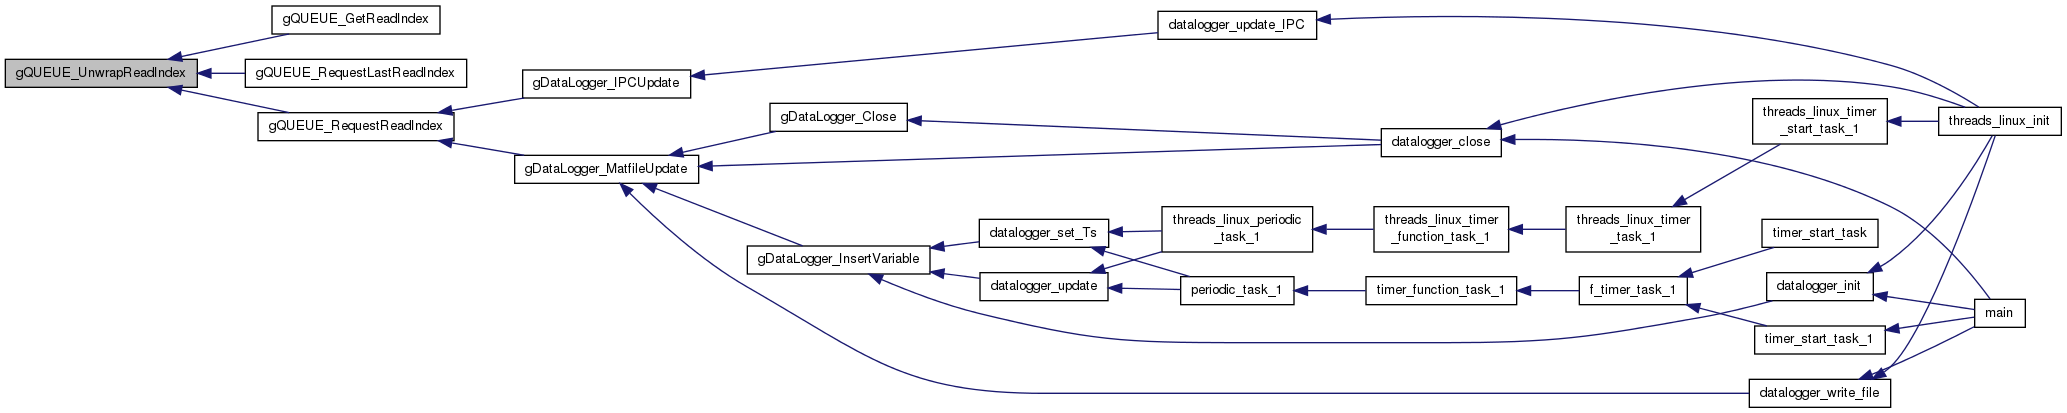 gQUEUE_UnwrapReadIndex
gQUEUE_GetReadIndex
gQUEUE_RequestLastReadIndex
gQUEUE_RequestReadIndex
gDataLogger_IPCUpdate
gDataLogger_MatfileUpdate
gDataLogger_Close
gDataLogger_InsertVariable
datalogger_set_Ts
datalogger_update
datalogger_update_IPC
threads_linux_periodic
_task_1
periodic_task_1
datalogger_close
threads_linux_timer
_function_task_1
timer_function_task_1
threads_linux_timer
_task_1
f_timer_task_1
threads_linux_timer
_start_task_1
timer_start_task
datalogger_init
timer_start_task_1
datalogger_write_file
threads_linux_init
main